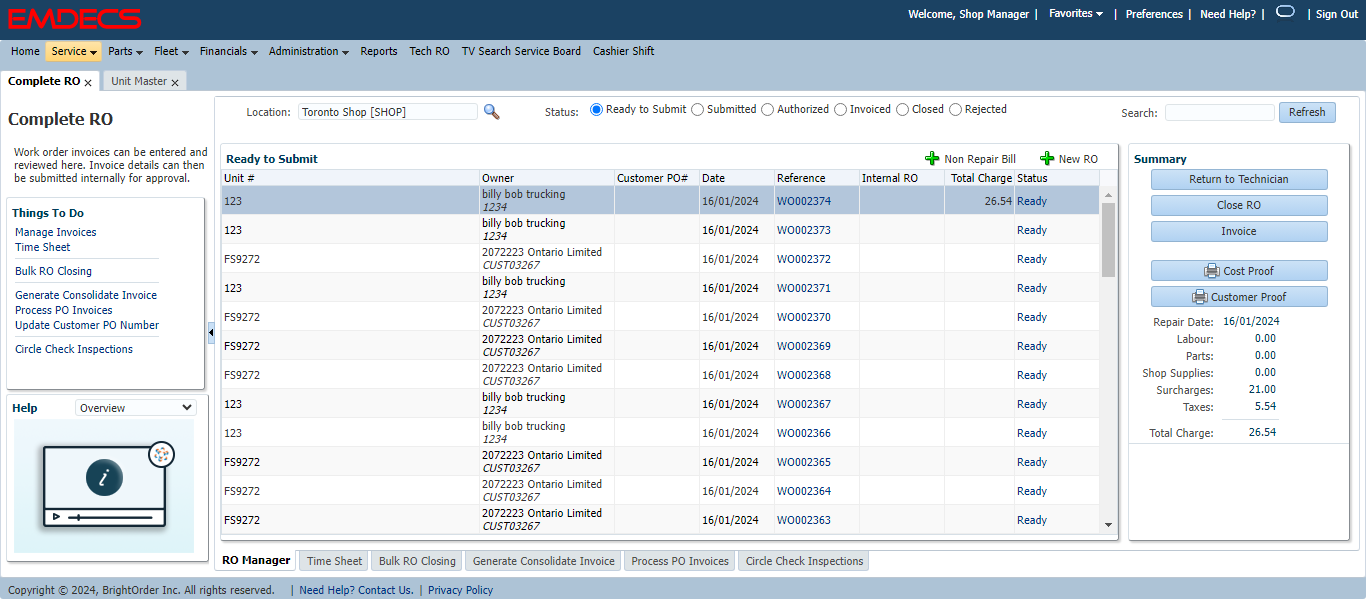 EMDECS
Welcome, Shop Manager | Favorites | Preferences | Need Help? | | Sign Out
Home Service Parts Fleet Financials Administration Reports Tech RO TV Search Service Board Cashier Shift
Complete RO x Unit Master x
Complete RO
Work order invoices can be entered and
reviewed here. Invoice details can then
be submitted internally for approval.
Things To Do
Manage Invoices
Time Sheet
Bulk RO Closing
Generate Consolidate Invoice
Process PO Invoices
Update Customer PO Number
Circle Check Inspections
Help Overview
i
Location: Toronto Shop [SHOP] Status: Ready to Submit Submitted Authorized Invoiced Closed Rejected Search: Refresh
Ready to Submit Non Repair Bill New RO
Unit # Owner Customer PO# Date Reference Internal RO Total Charge Status
123 billy bob trucking 1234 16/01/2024 WO002374 26.54 Ready
123 billy bob trucking 1234 16/01/2024 WO002373 Ready
FS9272 2072223 Ontario Limited CUST03267 16/01/2024 WO002372 Ready
123 billy bob trucking 1234 16/01/2024 WO002371 Ready
FS9272 2072223 Ontario Limited CUST03267 16/01/2024 WO002370 Ready
FS9272 2072223 Ontario Limited CUST03267 16/01/2024 WO002369 Ready
FS9272 2072223 Ontario Limited CUST03267 16/01/2024 WO002368 Ready
123 billy bob trucking 1234 16/01/2024 WO002367 Ready
123 billy bob trucking 1234 16/01/2024 WO002366 Ready
FS9272 2072223 Ontario Limited CUST03267 16/01/2024 WO002365 Ready
FS9272 2072223 Ontario Limited CUST03267 16/01/2024 WO002364 Ready
FS9272 2072223 Ontario Limited CUST03267 16/01/2024 WO002363 Ready
Summary
Return to Technician
Close RO
Invoice
Cost Proof
Customer Proof
Repair Date: 16/01/2024
Labour: 0.00
Parts: 0.00
Shop Supplies: 0.00
Surcharges: 21.00
Taxes: 5.54
Total Charge: 26.54
RO Manager Time Sheet Bulk RO Closing Generate Consolidate Invoice Process PO Invoices Circle Check Inspections
Copyright © 2024, BrightOrder Inc. All rights reserved. | Need Help? Contact Us. | Privacy Policy